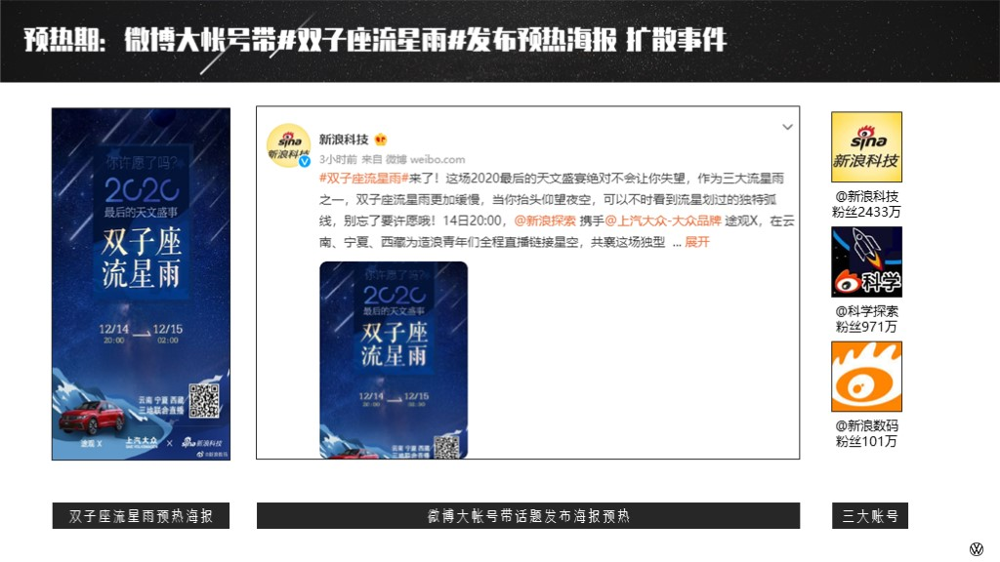 预热期：微博大帐号带#双子座流星雨#发布预热海报 扩散事件
你许愿了吗?
2020
最后的天文盛事
双子座
流星雨
12/14 — 12/15
20:00 02:00
云南 宁夏 西藏
三地联合直播
途观 X
上汽大众 × sina 新浪科技
sina
新浪科技
新浪科技
3小时前 来自 微博 weibo.com
#双子座流星雨#来了！这场2020最后的天文盛宴绝对不会让你失望，作为三大流星雨
之一，双子座流星雨更加缓慢，当你抬头仰望夜空，可以不时看到流星划过的独特弧
线，别忘了要许愿哦！14日20:00，@新浪探索 携手@上汽大众-大众品牌 途观X，在云
南、宁夏、西藏为追浪青年们全程直播链接星空，共襄这场独型 ... 展开
你许愿了吗?
2020
最后的天文盛事
双子座
流星雨
12/14 — 12/15
20:00 02:00
云南 宁夏 西藏
三地联合直播
sina
新浪科技
@新浪科技
粉丝2433万
科学
@科学探索
粉丝971万
@新浪数码
粉丝101万
双子座流星雨预热海报
微博大帐号带话题发布海报预热
三大账号